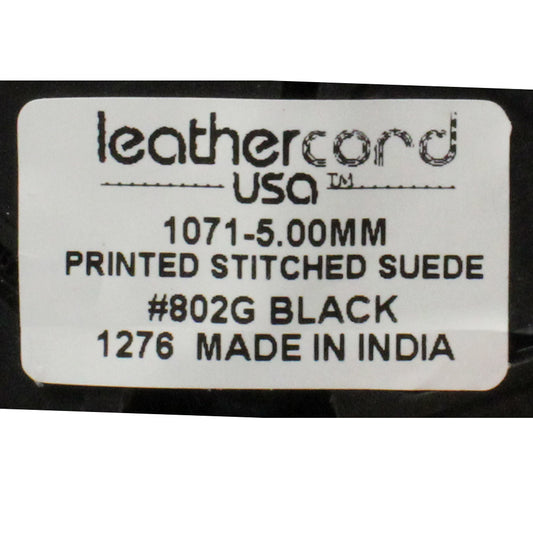 leathercord
usa™
1071-5.00MM
PRINTED STITCHED SUEDE
#802G BLACK
1276 MADE IN INDIA